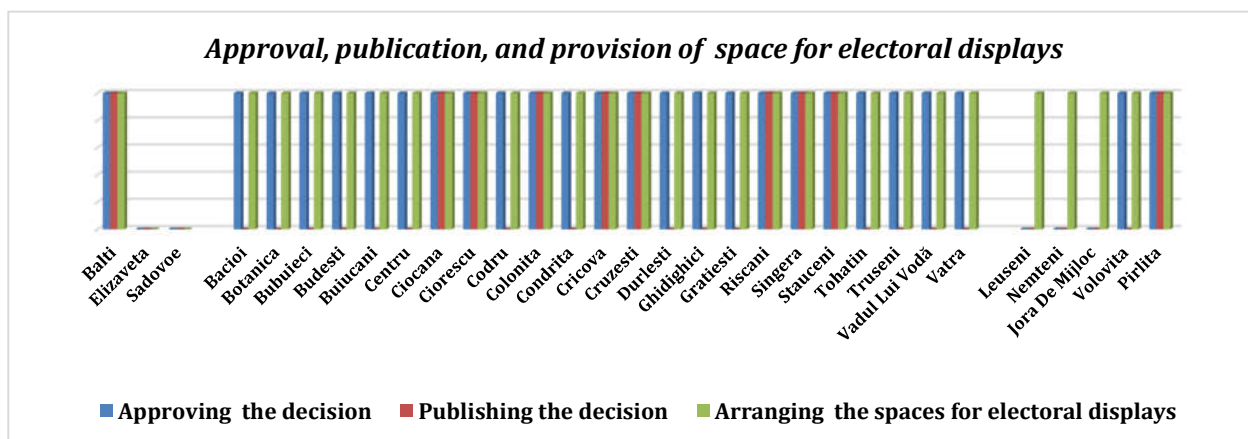 Approval, publication, and provision of space for electoral displays
Balti
Elizaveta
Sadovoe
Bacioi
Botanica
Bubuieci
Budesti
Buiucani
Centru
Ciocana
Ciorescu
Codru
Colonita
Condrita
Cricova
Cruzesti
Durlesti
Ghidighici
Gratiesti
Riscani
Singera
Stauceni
Tohatin
Truseni
Vadul Lui Vodă
Vatra
Leuseni
Nemteni
Jora De Mijloc
Volovita
Pirlita
Approving the decision
Publishing the decision
Arranging the spaces for electoral displays